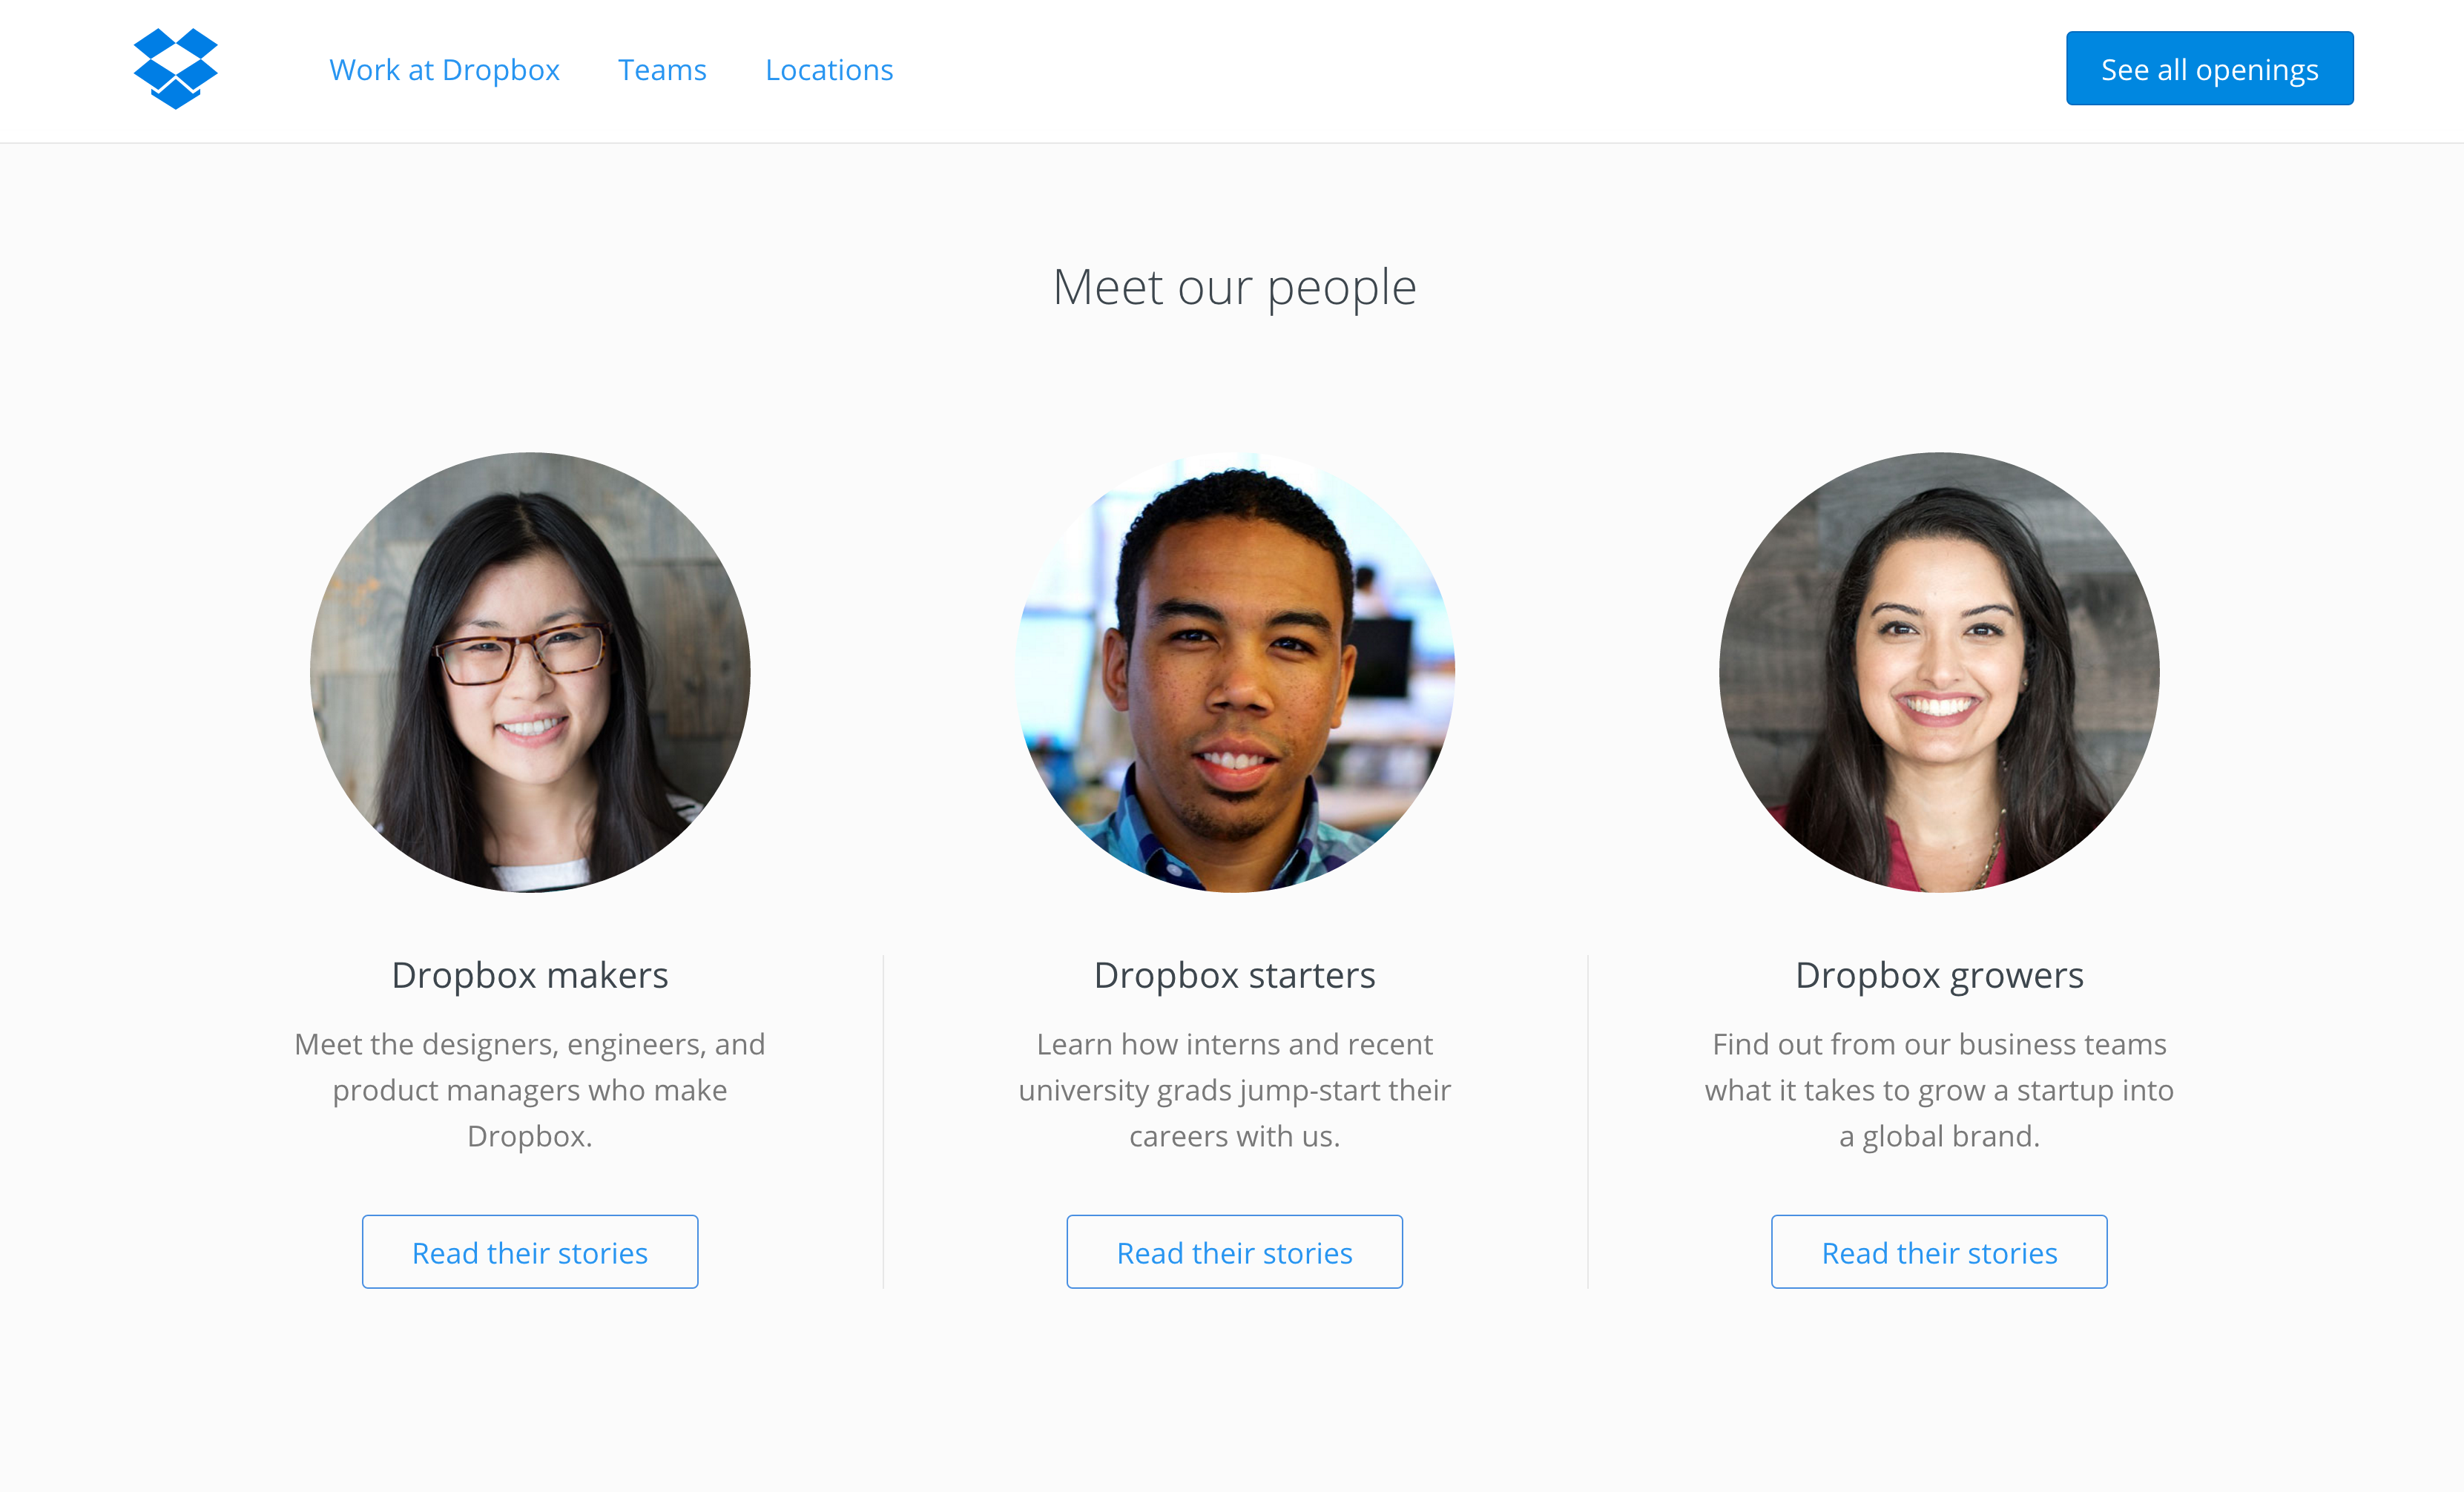 Work at Dropbox
Teams
Locations
See all openings
Meet our people
Dropbox makers
Meet the designers, engineers, and
product managers who make
Dropbox.
Read their stories
Dropbox starters
Learn how interns and recent
university grads jump-start their
careers with us.
Read their stories
Dropbox growers
Find out from our business teams
what it takes to grow a startup into
a global brand.
Read their stories